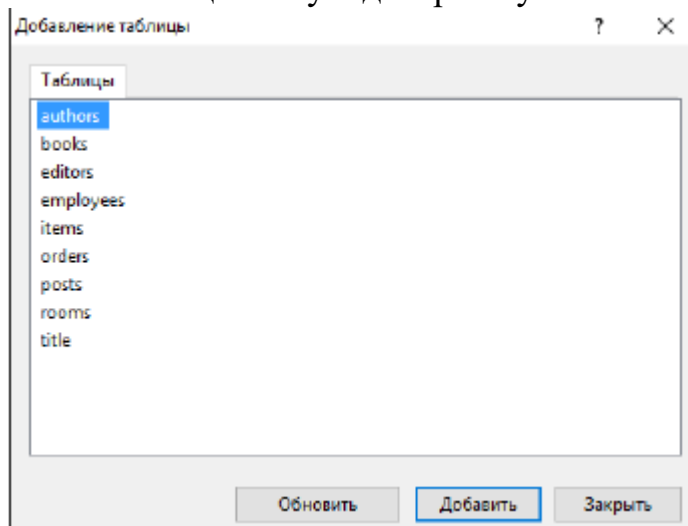 Добавление таблицы ? ×
Таблицы
authors
books
editors
employees
items
orders
posts
rooms
title
Обновить Добавить Закрыть